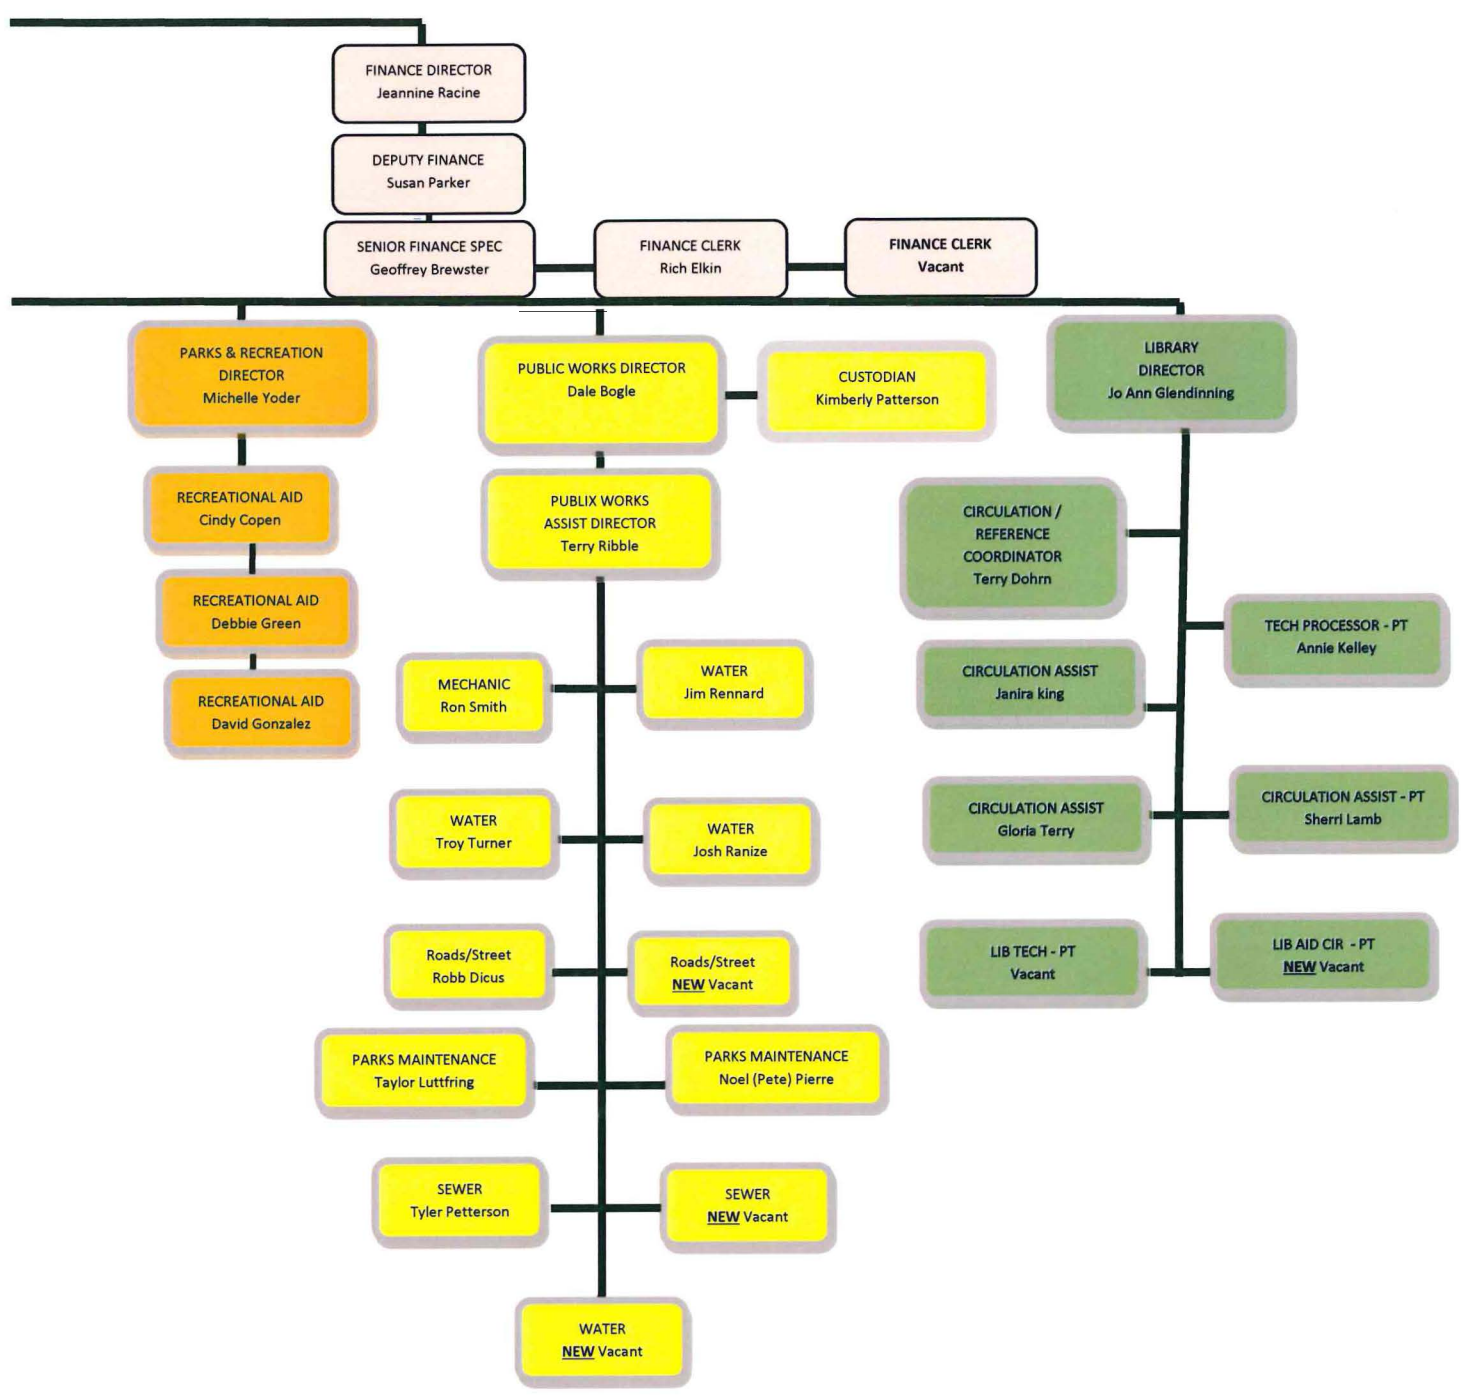 FINANCE DIRECTOR
Jeannine Racine
DEPUTY FINANCE
Susan Parker
SENIOR FINANCE SPEC
Geoffrey Brewster
FINANCE CLERK
Rich Elkin
FINANCE CLERK
Vacant
PARKS & RECREATION
DIRECTOR
Michelle Yoder
PUBLIC WORKS DIRECTOR
Dale Bogle
CUSTODIAN
Kimberly Patterson
LIBRARY
DIRECTOR
Jo Ann Glendinning
RECREATIONAL AID
Cindy Copen
RECREATIONAL AID
Debbie Green
RECREATIONAL AID
David Gonzalez
PUBLIX WORKS
ASSIST DIRECTOR
Terry Ribble
MECHANIC
Ron Smith
WATER
Jim Rennard
WATER
Troy Turner
WATER
Josh Ranize
Roads/Street
Robb Dicus
Roads/Street
NEW Vacant
PARKS MAINTENANCE
Taylor Luttfring
PARKS MAINTENANCE
Noel (Pete) Pierre
SEWER
Tyler Petterson
SEWER
NEW Vacant
WATER
NEW Vacant
CIRCULATION /
REFERENCE
COORDINATOR
Terry Dohrn
TECH PROCESSOR - PT
Annie Kelley
CIRCULATION ASSIST
Janira king
CIRCULATION ASSIST
Gloria Terry
CIRCULATION ASSIST - PT
Sherri Lamb
LIB TECH - PT
Vacant
LIB AID CIR - PT
NEW Vacant